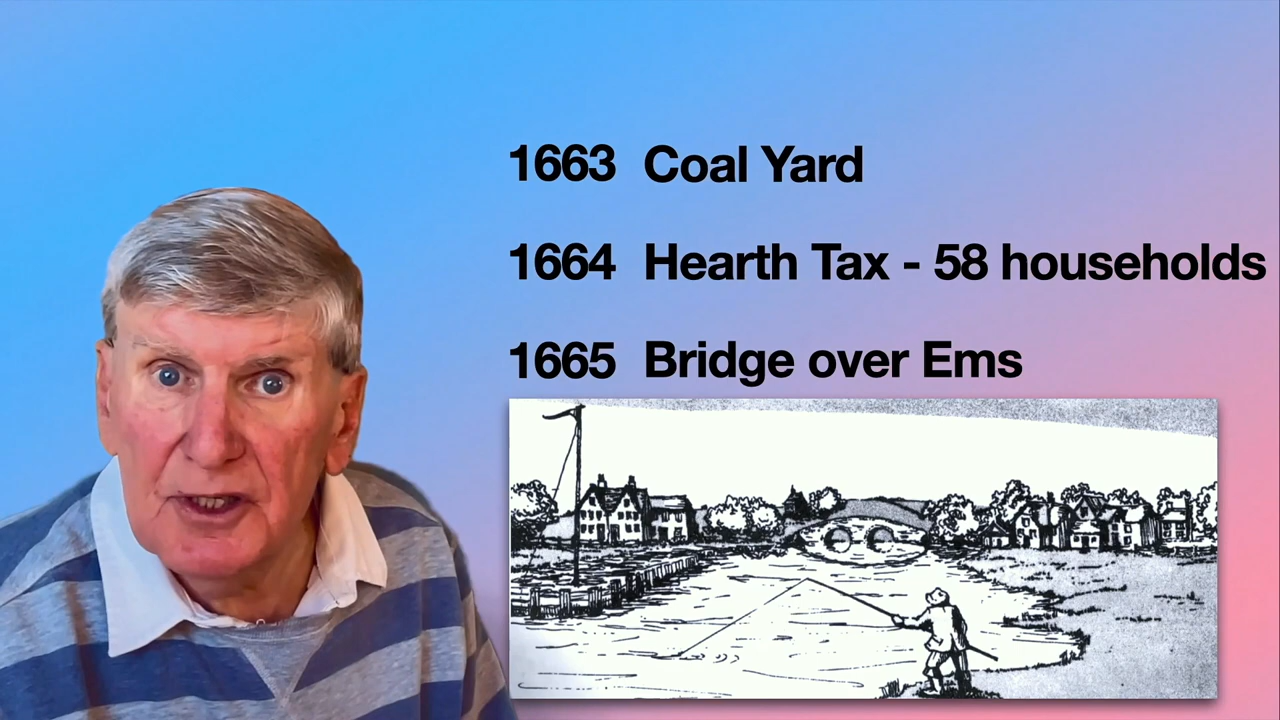 1663 Coal Yard
1664 Hearth Tax - 58 households
1665 Bridge over Ems